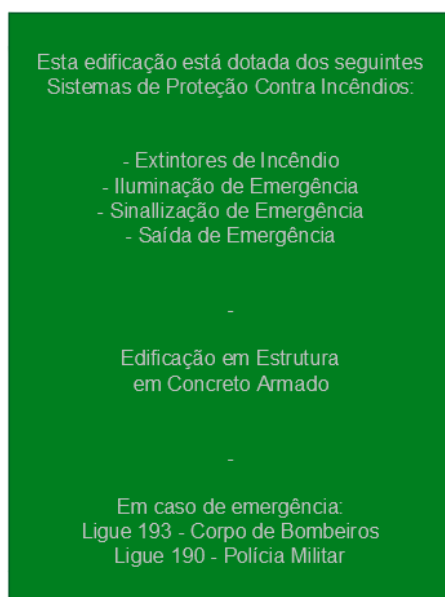 Esta edificação está dotada dos seguintes
Sistemas de Proteção Contra Incêndios:
- Extintores de Incêndio
- Iluminação de Emergência
- Sinallização de Emergência
- Saída de Emergência
-
Edificação em Estrutura
em Concreto Armado
-
Em caso de emergência:
Ligue 193 - Corpo de Bombeiros
Ligue 190 - Polícia Militar